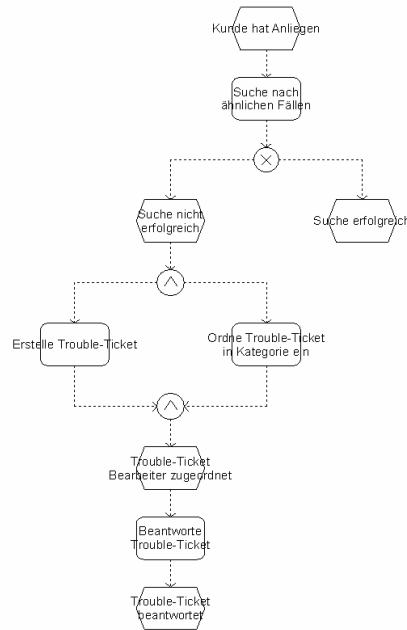 Kunde hat Anliegen
Suche nach
ähnlichen Fällen
Suche nicht
erfolgreich
Suche erfolgreich
Erstelle Trouble-Ticket
Ordne Trouble-Ticket
in Kategorie ein
Trouble-Ticket
Bearbeiter zugeordnet
Beantworte
Trouble-Ticket
Trouble-Ticket
beantwortet